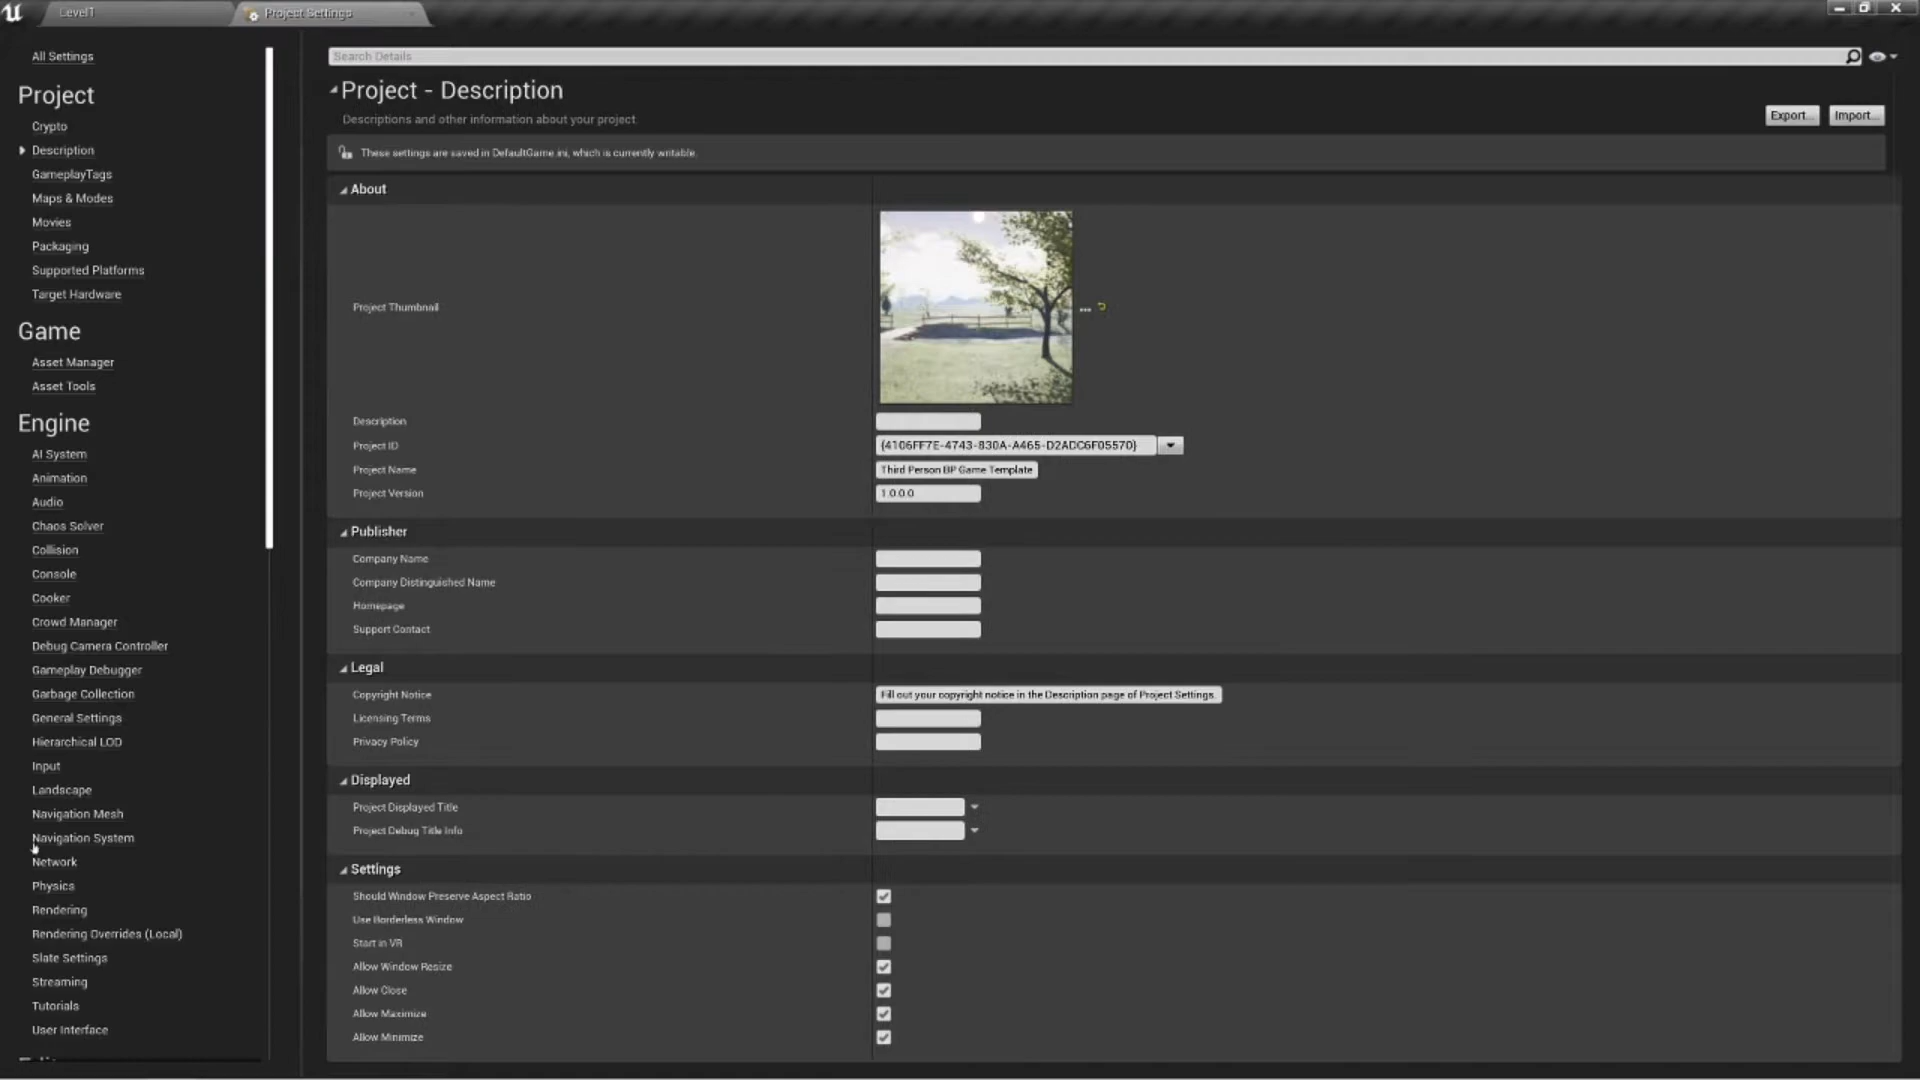 Level1
Project Settings
All Settings
Project
Crypto
Description
GameplayTags
Maps & Modes
Movies
Packaging
Supported Platforms
Target Hardware
Game
Asset Manager
Asset Tools
Engine
AI System
Animation
Audio
Chaos Solver
Collision
Console
Cooker
Crowd Manager
Debug Camera Controller
Gameplay Debugger
Garbage Collection
General Settings
Hierarchical LOD
Input
Landscape
Navigation Mesh
Navigation System
Network
Physics
Rendering
Rendering Overrides (Local)
Slate Settings
Streaming
Tutorials
User Interface
Search Details
Project - Description
Descriptions and other information about your project.
Export...
Import...
These settings are saved in DefaultGame.ini, which is currently writable.
About
Project Thumbnail
Description
Project ID
{4106FF7E-4743-830A-A465-D2ADC6F05570}
Project Name
Third Person BP Game Template
Project Version
1.0.0.0
Publisher
Company Name
Company Distinguished Name
Homepage
Support Contact
Legal
Copyright Notice
Fill out your copyright notice in the Description page of Project Settings.
Licensing Terms
Privacy Policy
Displayed
Project Displayed Title
Project Debug Title Info
Settings
Should Window Preserve Aspect Ratio
Use Borderless Window
Start in VR
Allow Window Resize
Allow Close
Allow Maximize
Allow Minimize